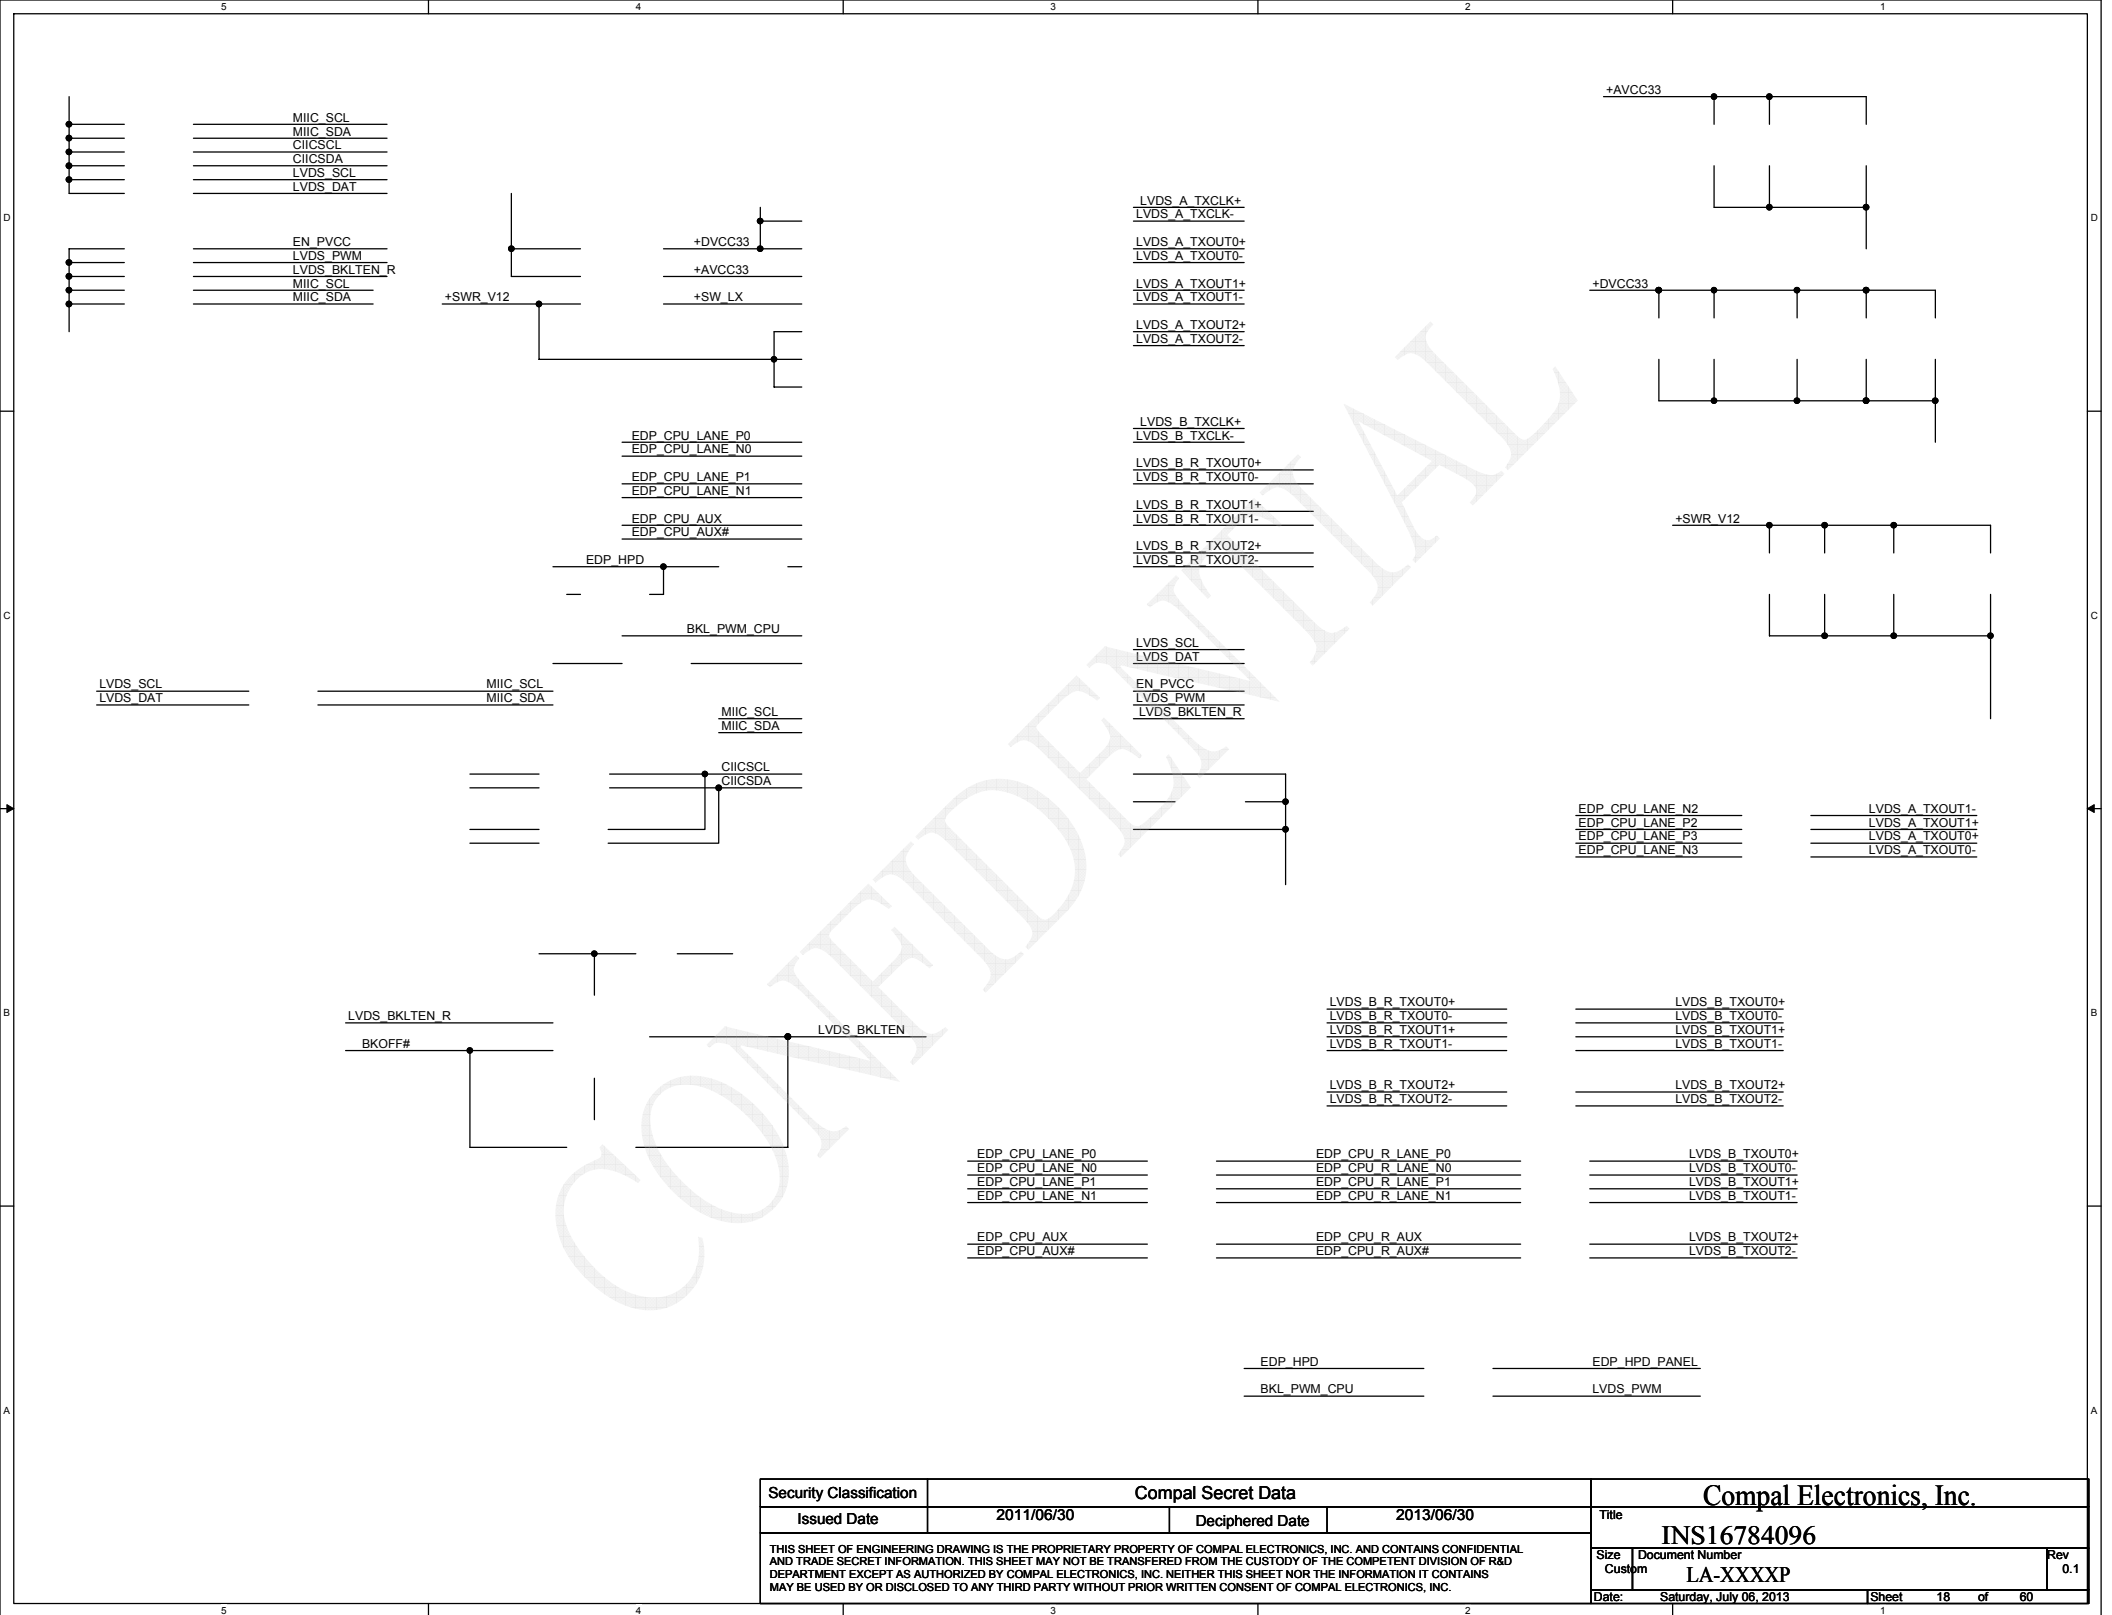 5 4 3 2 1
D D
C C
B B
A A
MIIC_SCL
MIIC_SDA
CIICSCL
CIICSDA
LVDS_SCL
LVDS_DAT
EN_PVCC
LVDS_PWM
LVDS_BKLTEN_R
MIIC_SCL
MIIC_SDA
+SWR_V12
+DVCC33
+AVCC33
+SW_LX
EDP_CPU_LANE_P0
EDP_CPU_LANE_N0
EDP_CPU_LANE_P1
EDP_CPU_LANE_N1
EDP_CPU_AUX
EDP_CPU_AUX#
EDP_HPD
BKL_PWM_CPU
LVDS_SCL
LVDS_DAT
MIIC_SCL
MIIC_SDA
MIIC_SCL
MIIC_SDA
CIICSCL
CIICSDA
LVDS_A_TXCLK+
LVDS_A_TXCLK-
LVDS_A_TXOUT0+
LVDS_A_TXOUT0-
LVDS_A_TXOUT1+
LVDS_A_TXOUT1-
LVDS_A_TXOUT2+
LVDS_A_TXOUT2-
LVDS_B_TXCLK+
LVDS_B_TXCLK-
LVDS_B_R_TXOUT0+
LVDS_B_R_TXOUT0-
LVDS_B_R_TXOUT1+
LVDS_B_R_TXOUT1-
LVDS_B_R_TXOUT2+
LVDS_B_R_TXOUT2-
LVDS_SCL
LVDS_DAT
EN_PVCC
LVDS_PWM
LVDS_BKLTEN_R
+AVCC33
+DVCC33
+SWR_V12
EDP_CPU_LANE_N2 LVDS_A_TXOUT1-
EDP_CPU_LANE_P2 LVDS_A_TXOUT1+
EDP_CPU_LANE_P3 LVDS_A_TXOUT0+
EDP_CPU_LANE_N3 LVDS_A_TXOUT0-
LVDS_BKLTEN_R
BKOFF#
LVDS_BKLTEN
LVDS_B_R_TXOUT0+ LVDS_B_TXOUT0+
LVDS_B_R_TXOUT0- LVDS_B_TXOUT0-
LVDS_B_R_TXOUT1+ LVDS_B_TXOUT1+
LVDS_B_R_TXOUT1- LVDS_B_TXOUT1-
LVDS_B_R_TXOUT2+ LVDS_B_TXOUT2+
LVDS_B_R_TXOUT2- LVDS_B_TXOUT2-
EDP_CPU_LANE_P0 EDP_CPU_R_LANE_P0 LVDS_B_TXOUT0+
EDP_CPU_LANE_N0 EDP_CPU_R_LANE_N0 LVDS_B_TXOUT0-
EDP_CPU_LANE_P1 EDP_CPU_R_LANE_P1 LVDS_B_TXOUT1+
EDP_CPU_LANE_N1 EDP_CPU_R_LANE_N1 LVDS_B_TXOUT1-
EDP_CPU_AUX EDP_CPU_R_AUX LVDS_B_TXOUT2+
EDP_CPU_AUX# EDP_CPU_R_AUX# LVDS_B_TXOUT2-
EDP_HPD EDP_HPD_PANEL
BKL_PWM_CPU LVDS_PWM
CONFIDENTIAL
Security Classification Compal Secret Data
Issued Date 2011/06/30 Deciphered Date 2013/06/30
THIS SHEET OF ENGINEERING DRAWING IS THE PROPRIETARY PROPERTY OF COMPAL ELECTRONICS, INC. AND CONTAINS CONFIDENTIAL
AND TRADE SECRET INFORMATION. THIS SHEET MAY NOT BE TRANSFERED FROM THE CUSTODY OF THE COMPETENT DIVISION OF R&D
DEPARTMENT EXCEPT AS AUTHORIZED BY COMPAL ELECTRONICS, INC. NEITHER THIS SHEET NOR THE INFORMATION IT CONTAINS
MAY BE USED BY OR DISCLOSED TO ANY THIRD PARTY WITHOUT PRIOR WRITTEN CONSENT OF COMPAL ELECTRONICS, INC.
Compal Electronics, Inc.
Title
INS16784096
Size Document Number Rev
Custom LA-XXXXP 0.1
Date: Saturday, July 06, 2013 Sheet 18 of 60
5 4 3 2 1